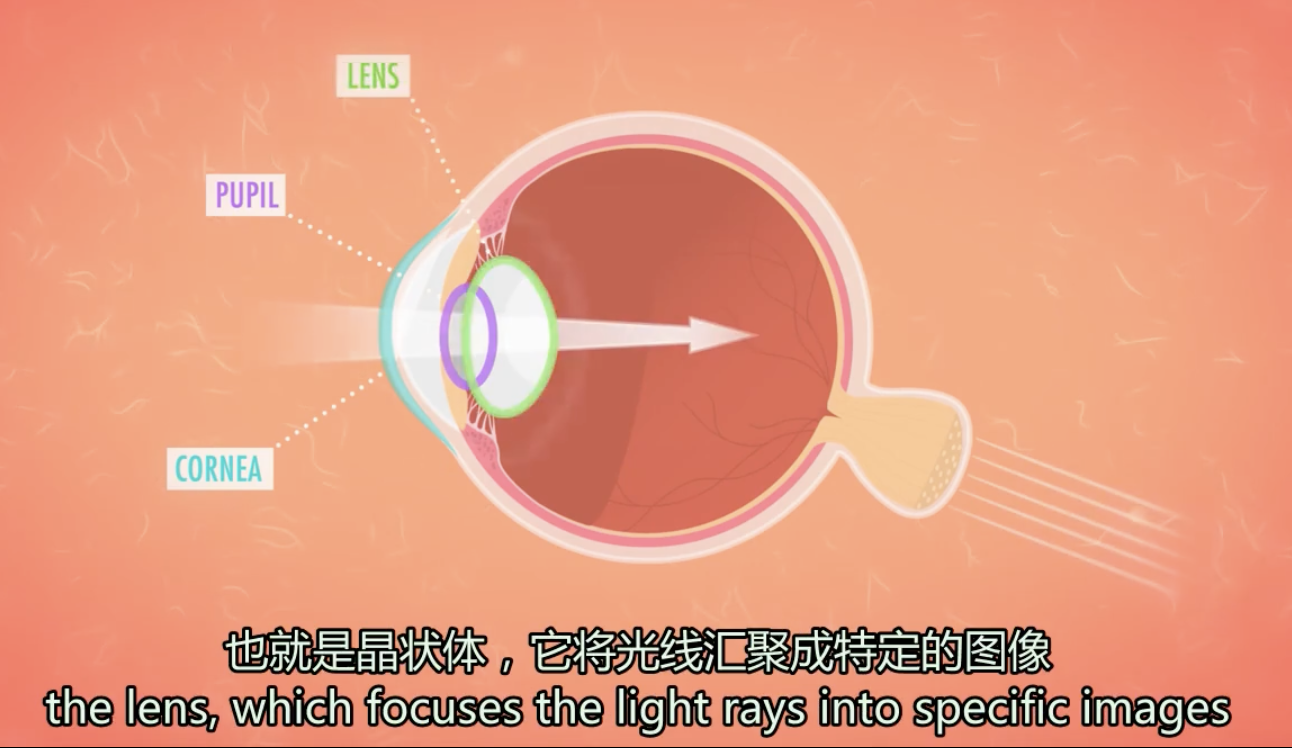 LENS
PUPIL
CORNEA
也就是晶状体，它将光线汇聚成特定的图像
the lens, which focuses the light rays into specific images